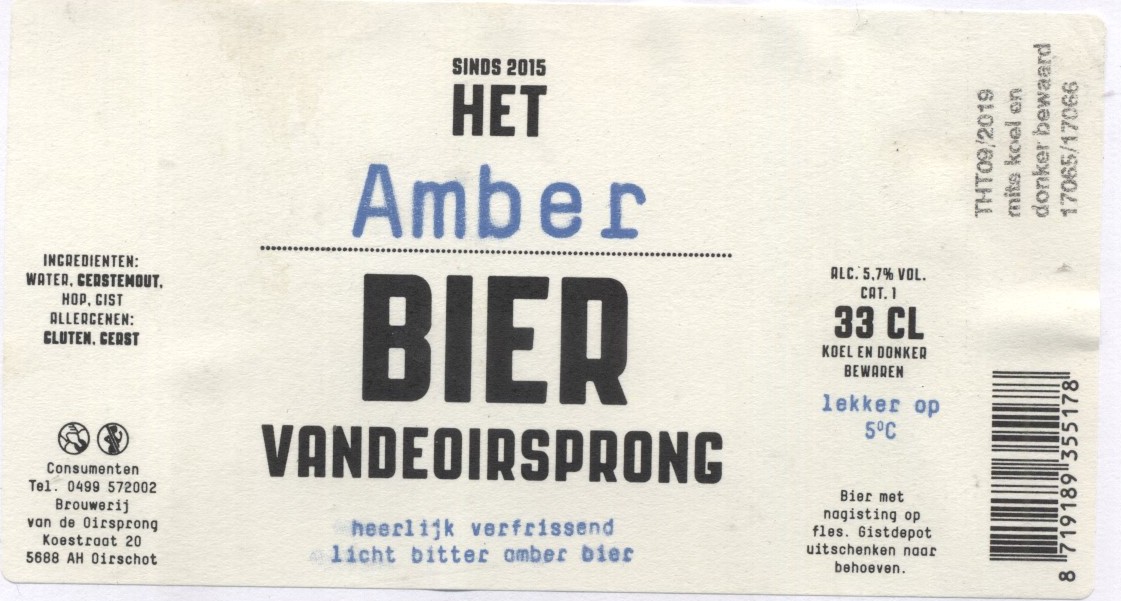 SINDS 2015
HET
Amber
BIER
VANDEOIRSPRONG
heerlijk verfrissend
licht bitter amber bier
INGREDIENTEN:
WATER, GERSTEMOUT,
HOP, GIST
ALLERGENEN:
GLUTEN, GERST
Consumenten
Tel. 0499 572002
Brouwerij
van de Oirsprong
Koestraat 20
5688 AH Oirschot
ALC. 5,7% VOL.
CAT. 1
33 CL
KOEL EN DONKER
BEWAREN
lekker op
5ºC
Bier met
nagisting op
fles. Gistdepot
uitschenken naar
behoeven.
THT09/2019
mits koel en
donker bewaard
17065/17066
8 719189 355178